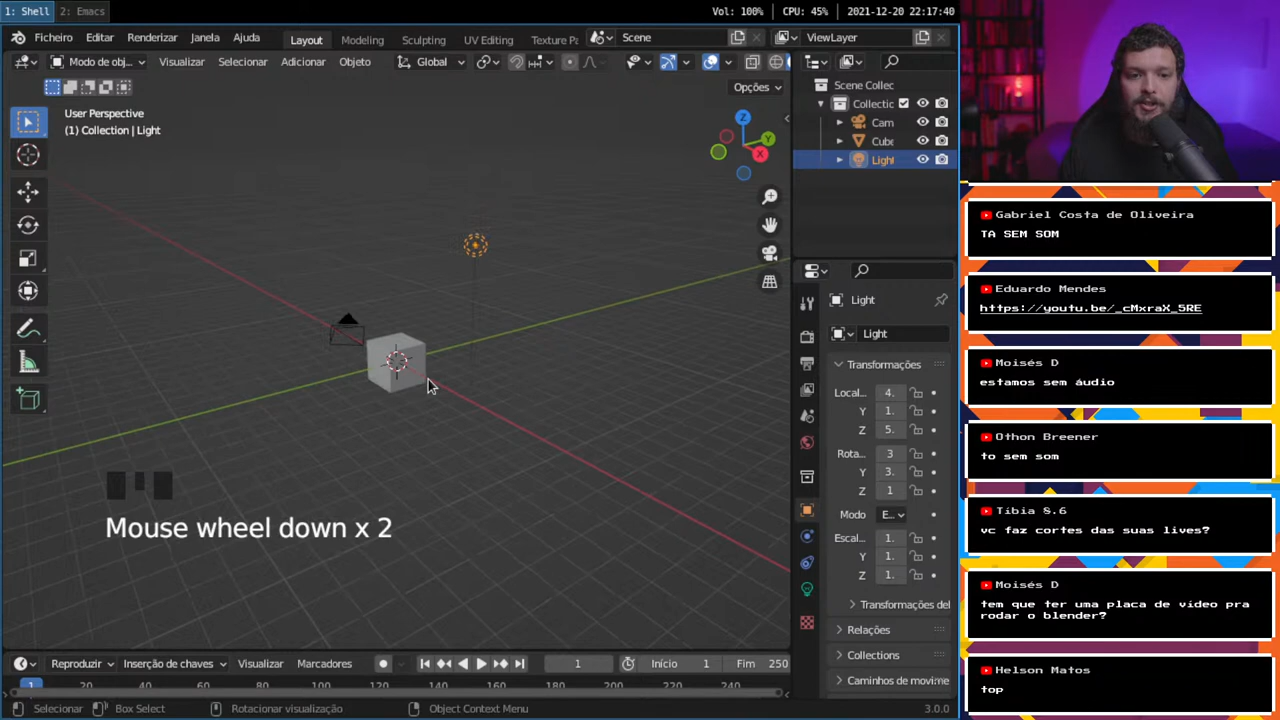 1: Shell 2: Emacs
Vol: 100% CPU: 45% 2021-12-20 22:17:40
Ficheiro Editar Renderizar Janela Ajuda Layout Modeling Sculpting UV Editing Texture Pa Scene ViewLayer
Modo de obj... Visualizar Selecionar Adicionar Objeto Global
Opções
User Perspective
(1) Collection | Light
Z
Y
X
Scene Collec
Collectic
Cam
Cube
Light
Light
Light
Transformações
Local... 4.
Y 1.
Z 5.
Rota... 3
Y 3.
Z 1
Modo E...
Escal... 1.
Y 1.
Z 1.
Transformações del
Relações
Collections
Caminhos de movime
Mouse wheel down x 2
Reproduzir Inserção de chaves Visualizar Marcadores 1 Início 1 Fim 250
1 20 40 60 80 100 120 140 160 180 200 220 240
Selecionar Box Select Rotacionar visualização Object Context Menu 3.0.0
Gabriel Costa de Oliveira
TA SEM SOM
Eduardo Mendes
https://youtu.be/_cMxraX_5RE
Moisés D
estamos sem áudio
Othon Breener
to sem som
Tibia 8.6
vc faz cortes das suas lives?
Moisés D
tem que ter uma placa de vídeo pra
rodar o blender?
Helson Matos
top